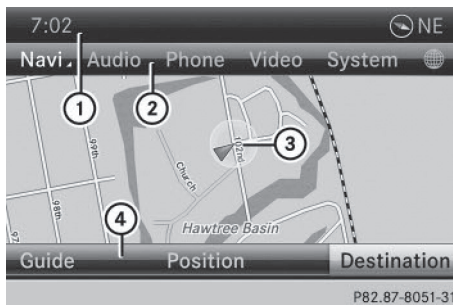 7:02 NE
Navi Audio Phone Video System
1 2
99th
98th
97
Church
102nd
3
4
Hawtree Basin
Guide Position Destination
P82.87-8051-31